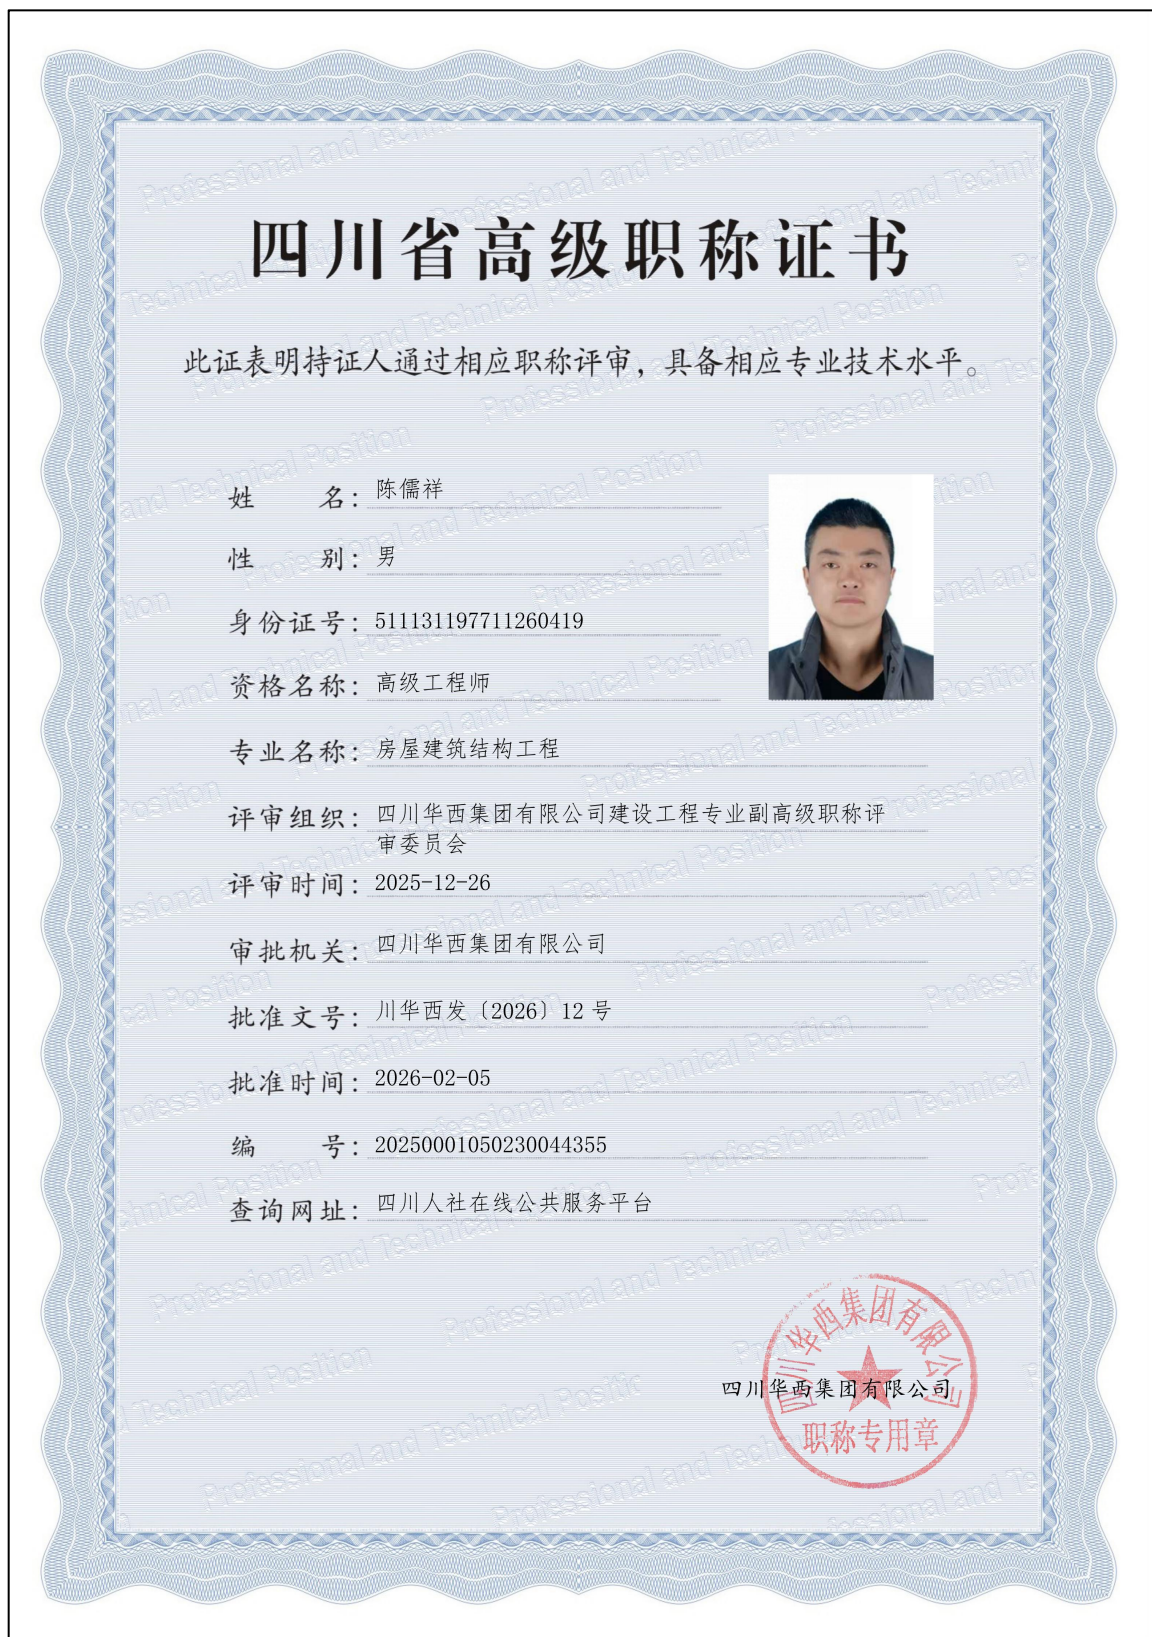 四川省高级职称证书
此证表明持证人通过相应职称评审，具备相应专业技术水平。
姓名：陈儒祥
性别：男
身份证号：511131197711260419
资格名称：高级工程师
专业名称：房屋建筑结构工程
评审组织：四川华西集团有限公司建设工程专业副高级职称评
审委员会
评审时间：2025-12-26
审批机关：四川华西集团有限公司
批准文号：川华西发〔2026〕12 号
批准时间：2026-02-05
编号：20250001050230044355
查询网址：四川人社在线公共服务平台
四川华西集团有限公司
四川华西集团有限公司
职称专用章
Professional and Technical Position